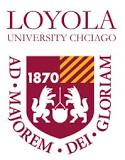 LOYOLA
UNIVERSITY CHCIAGO
1870
AD · MAJOREM · DEI · GLORIAM